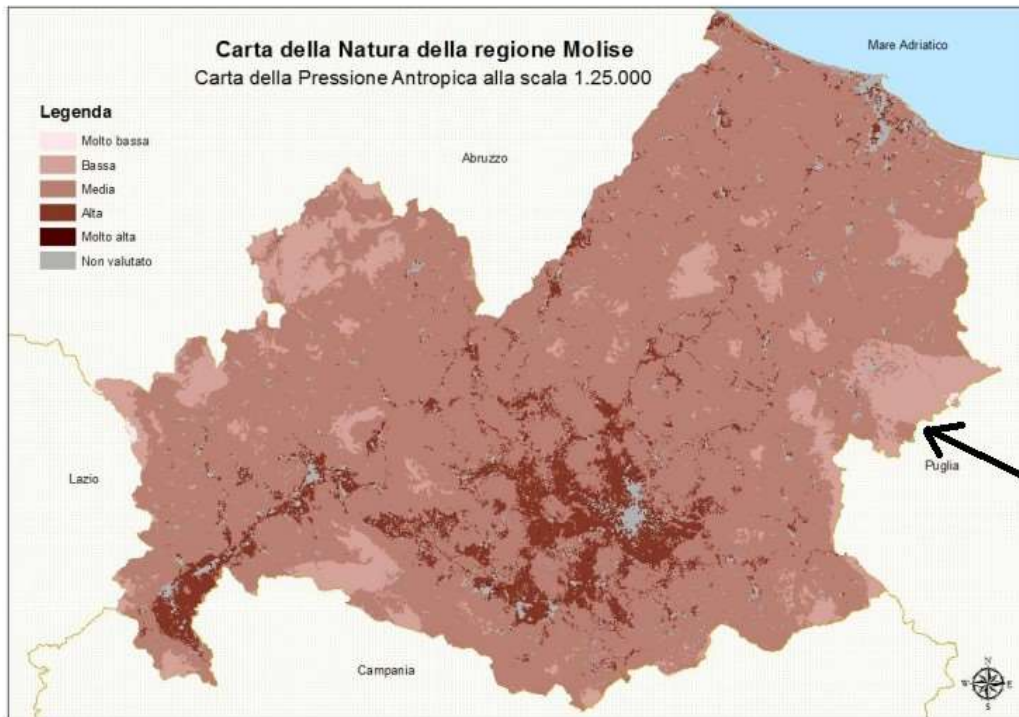 Carta della Natura della regione Molise
Carta della Pressione Antropica alla scala 1:25.000
Mare Adriatico
Legenda
Molto bassa
Bassa
Media
Alta
Molto alta
Non valutato
Abruzzo
Lazio
Puglia
Campania
N
W
E
S